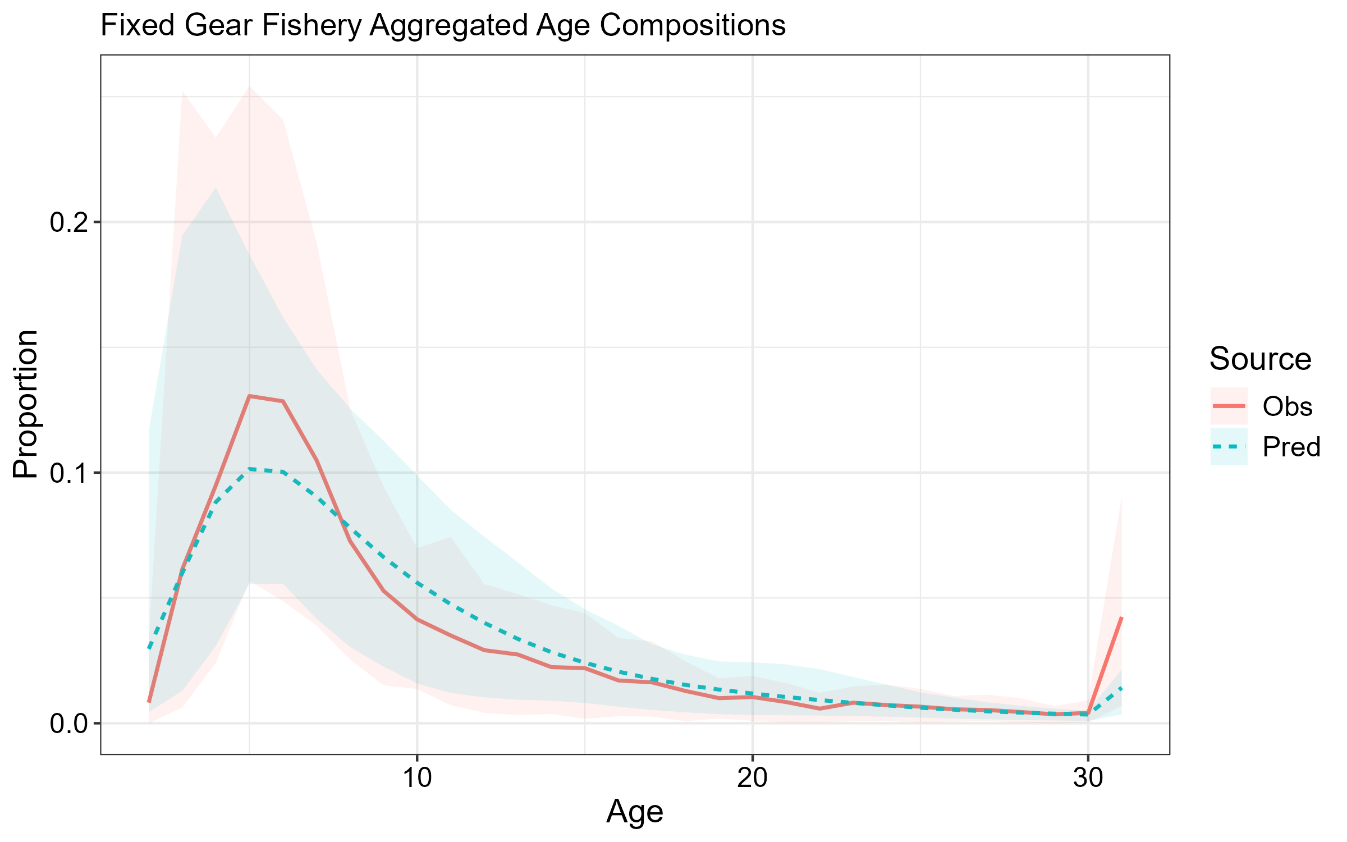 Fixed Gear Fishery Aggregated Age Compositions
Proportion
0.2
0.1
0.0
10
20
30
Age
Source
Obs
Pred